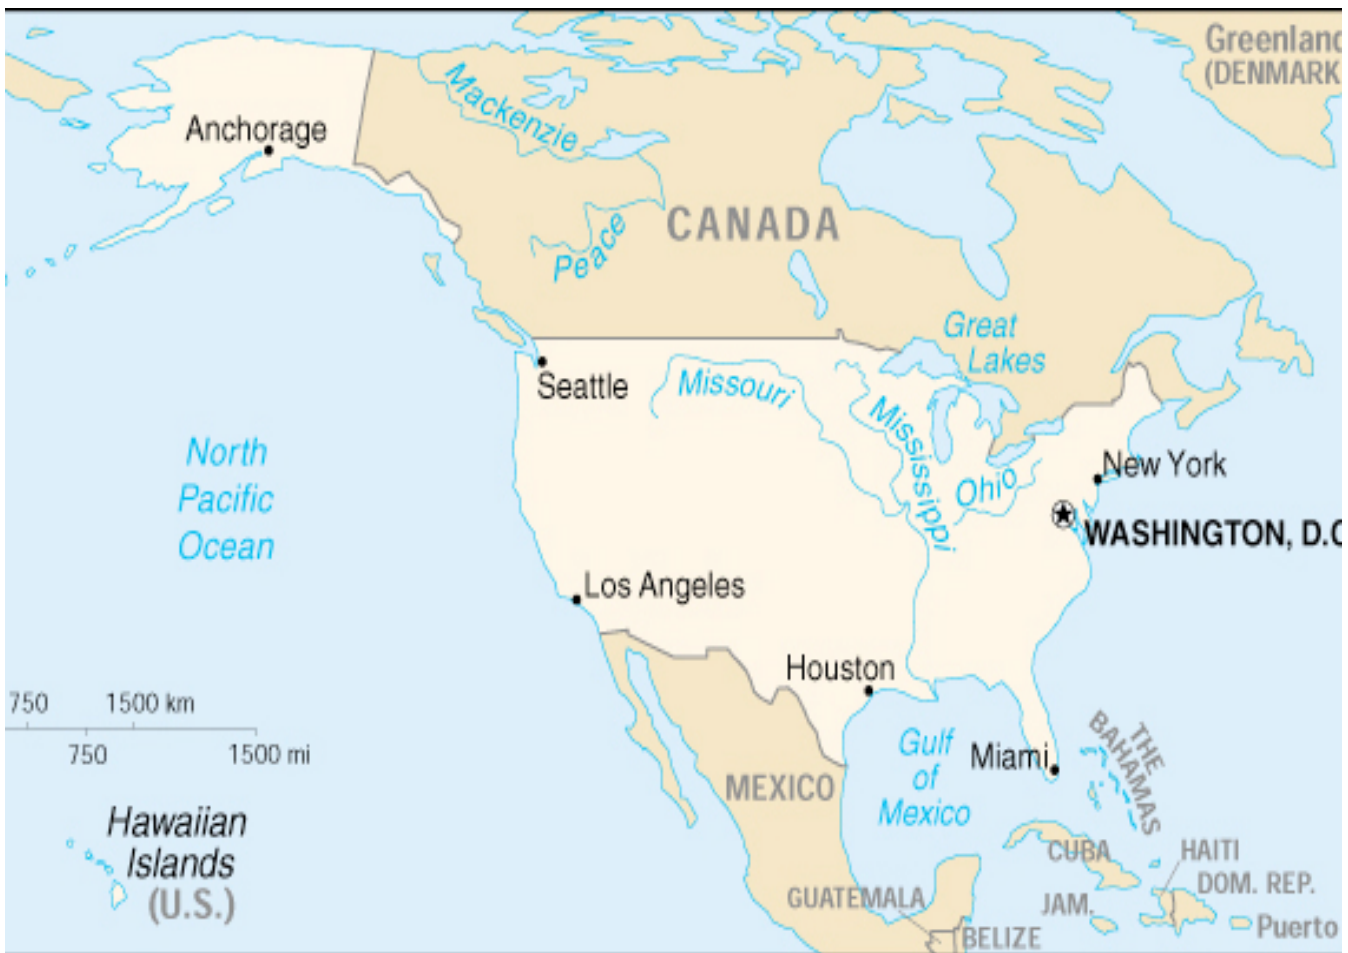 Greenland
(DENMARK
Mackenzie
Anchorage
CANADA
Peace
Great
Lakes
Seattle
Missouri
Mississippi
North
Pacific
Ocean
New York
Ohio
WASHINGTON, D.C
Los Angeles
Houston
750 1500 km
750 1500 mi
Gulf
of
Mexico
Miami
THE
BAHAMAS
MEXICO
Hawaiian
Islands
(U.S.)
CUBA
HAITI
DOM. REP.
GUATEMALA
JAM.
Puerto
BELIZE